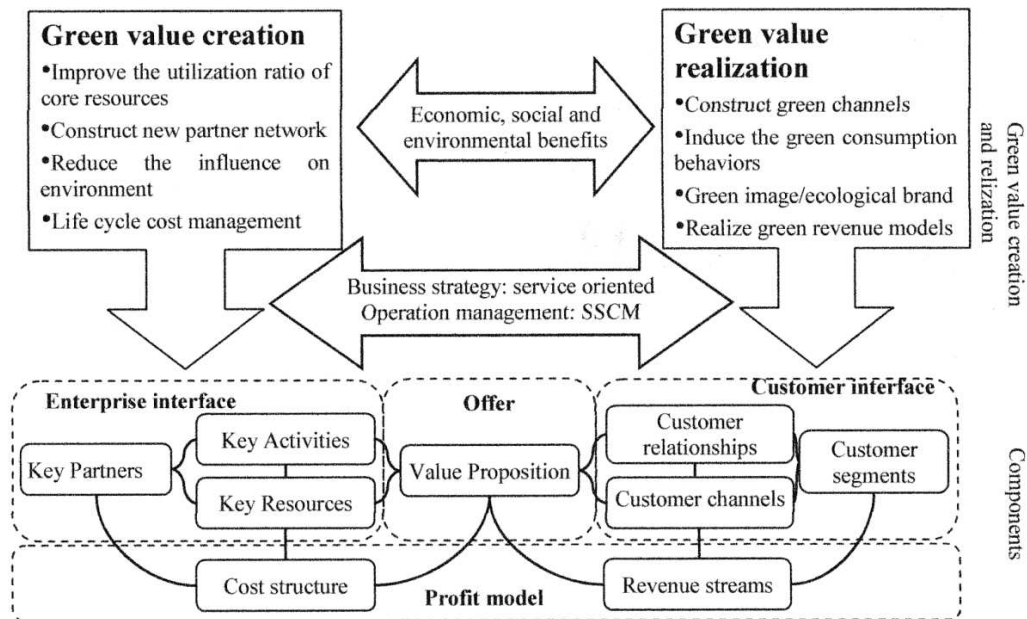 Green value creation
•Improve the utilization ratio of
core resources
•Construct new partner network
•Reduce the influence on
environment
•Life cycle cost management
Economic, social and
environmental benefits
Green value
realization
•Construct green channels
•Induce the green consumption
behaviors
•Green image/ecological brand
•Realize green revenue models
Green value creation
and relization
Business strategy: service oriented
Operation management: SSCM
Enterprise interface
Offer
Customer interface
Key Partners
Key Activities
Key Resources
Value Proposition
Customer
relationships
Customer channels
Customer
segments
Components
Cost structure
Revenue streams
Profit model